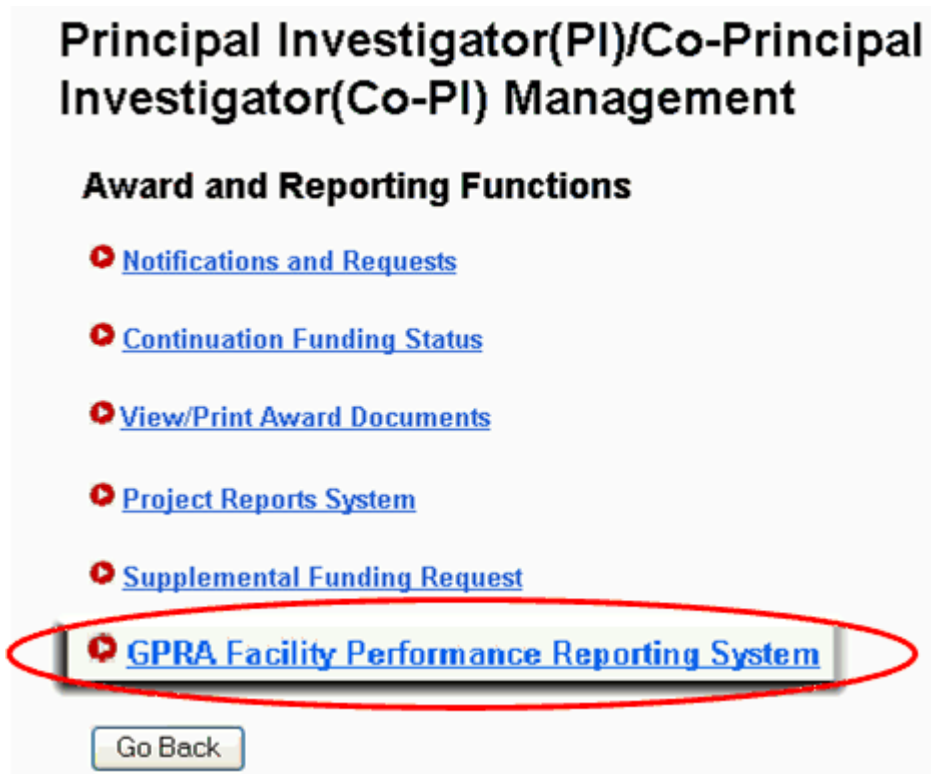 Principal Investigator(PI)/Co-Principal
Investigator(Co-PI) Management
Award and Reporting Functions
Notifications and Requests
Continuation Funding Status
View/Print Award Documents
Project Reports System
Supplemental Funding Request
GPRA Facility Performance Reporting System
Go Back